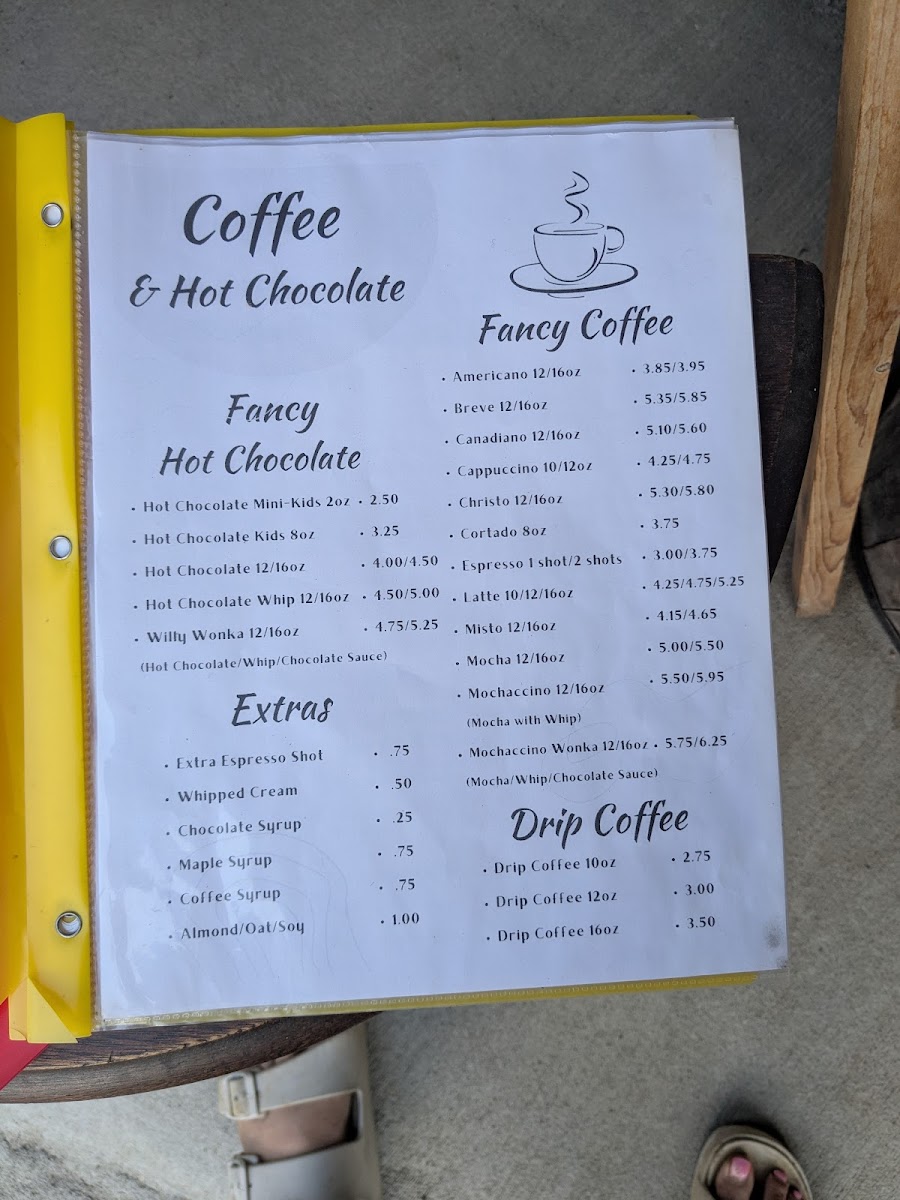 Coffee
& Hot Chocolate
Fancy
Hot Chocolate
• Hot Chocolate Mini-Kids 2oz • 2.50
• Hot Chocolate Kids 8oz • 3.25
• Hot Chocolate 12/16oz • 4.00/4.50
• Hot Chocolate Whip 12/16oz • 4.50/5.00
• Willy Wonka 12/16oz • 4.75/5.25
(Hot Chocolate/Whip/Chocolate Sauce)
Extras
• Extra Espresso Shot • .75
• Whipped Cream • .50
• Chocolate Syrup • .25
• Maple Syrup • .75
• Coffee Syrup • .75
• Almond/Oat/Soy • 1.00
Fancy Coffee
• Americano 12/16oz • 3.85/3.95
• Breve 12/16oz • 5.35/5.85
• Canadiano 12/16oz • 5.10/5.60
• Cappuccino 10/12oz • 4.25/4.75
• Christo 12/16oz • 5.30/5.80
• Cortado 8oz • 3.75
• Espresso 1 shot/2 shots • 3.00/3.75
• Latte 10/12/16oz • 4.25/4.75/5.25
• Misto 12/16oz • 4.15/4.65
• Mocha 12/16oz • 5.00/5.50
• Mochaccino 12/16oz • 5.50/5.95
(Mocha with Whip)
• Mochaccino Wonka 12/16oz • 5.75/6.25
(Mocha/Whip/Chocolate Sauce)
Drip Coffee
• Drip Coffee 10oz • 2.75
• Drip Coffee 12oz • 3.00
• Drip Coffee 16oz • 3.50